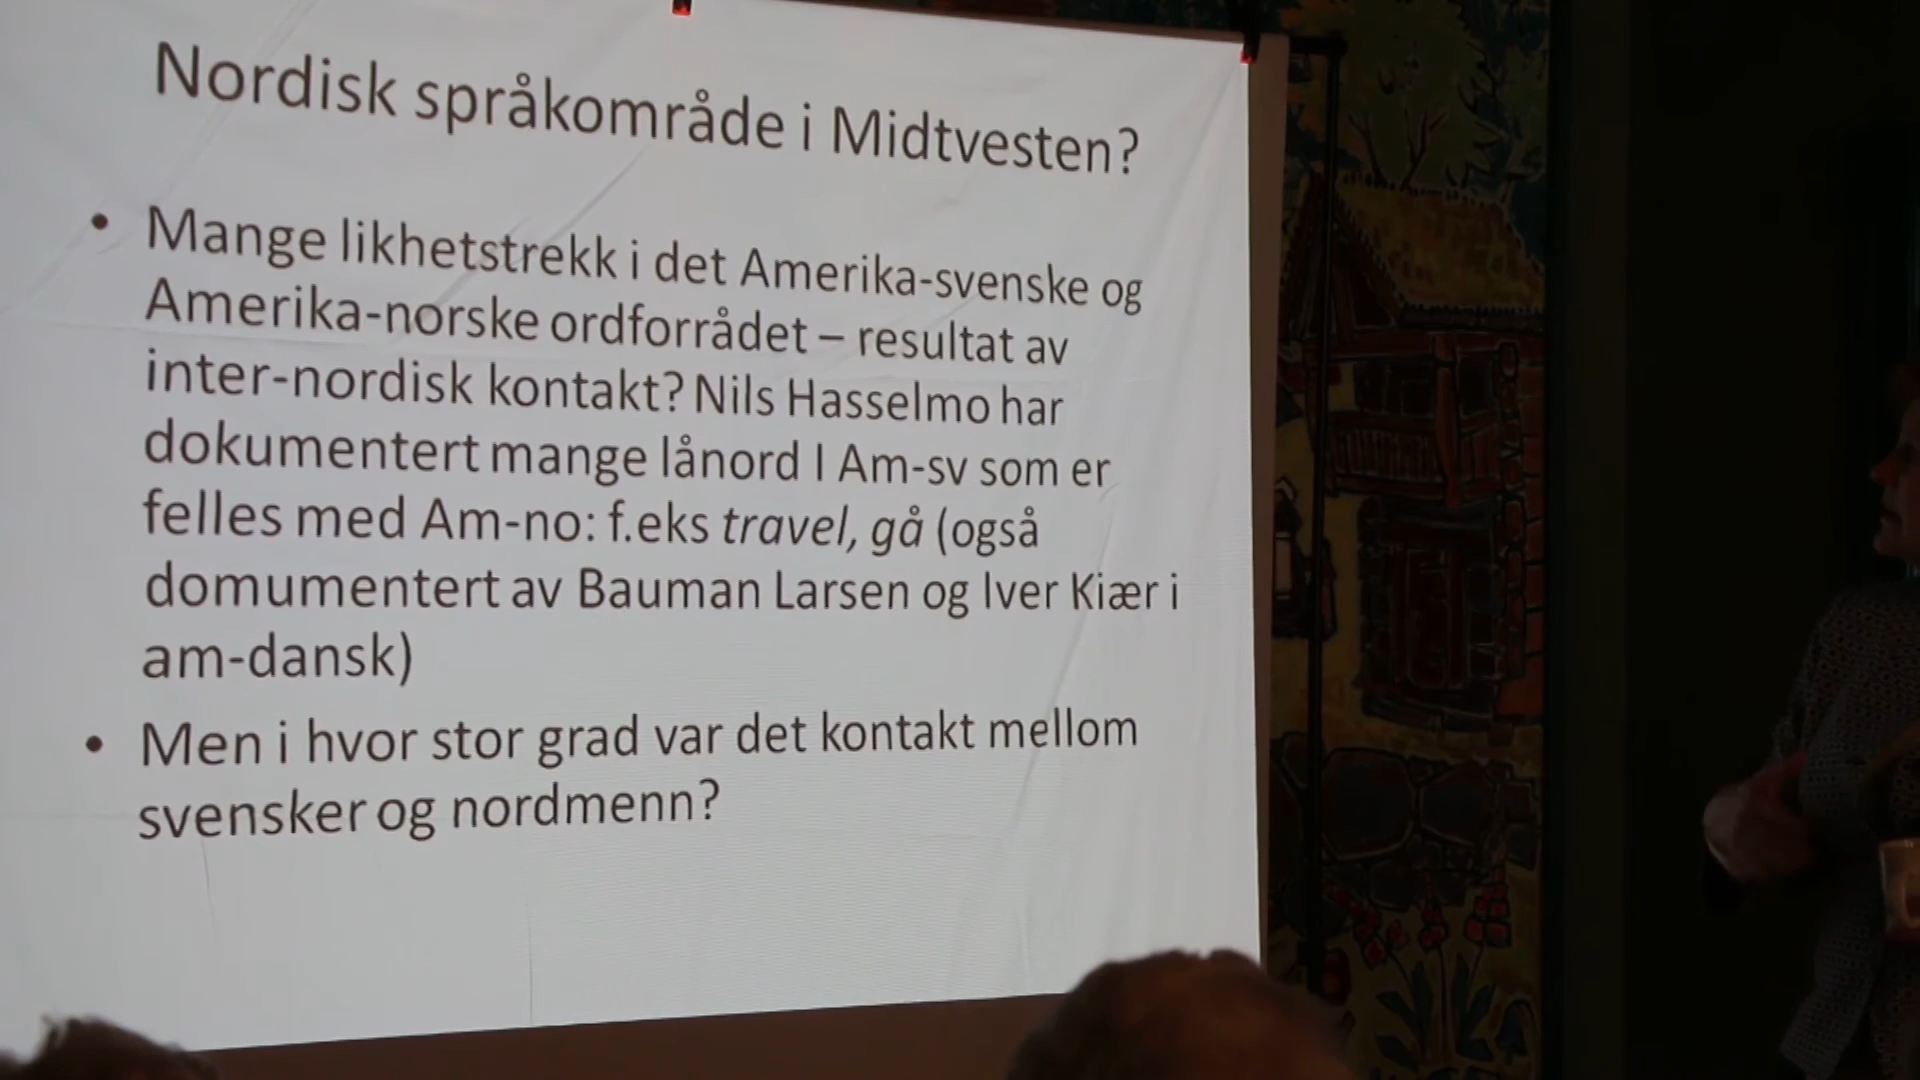 Nordisk språkområde i Midtvesten?
• Mange likhetstrekk i det Amerika-svenske og
Amerika-norske ordforrådet – resultat av
inter-nordisk kontakt? Nils Hasselmo har
dokumentert mange lånord I Am-sv som er
felles med Am-no: f.eks travel, gå (også
domumentert av Bauman Larsen og Iver Kiær i
am-dansk)
• Men i hvor stor grad var det kontakt mellom
svensker og nordmenn?